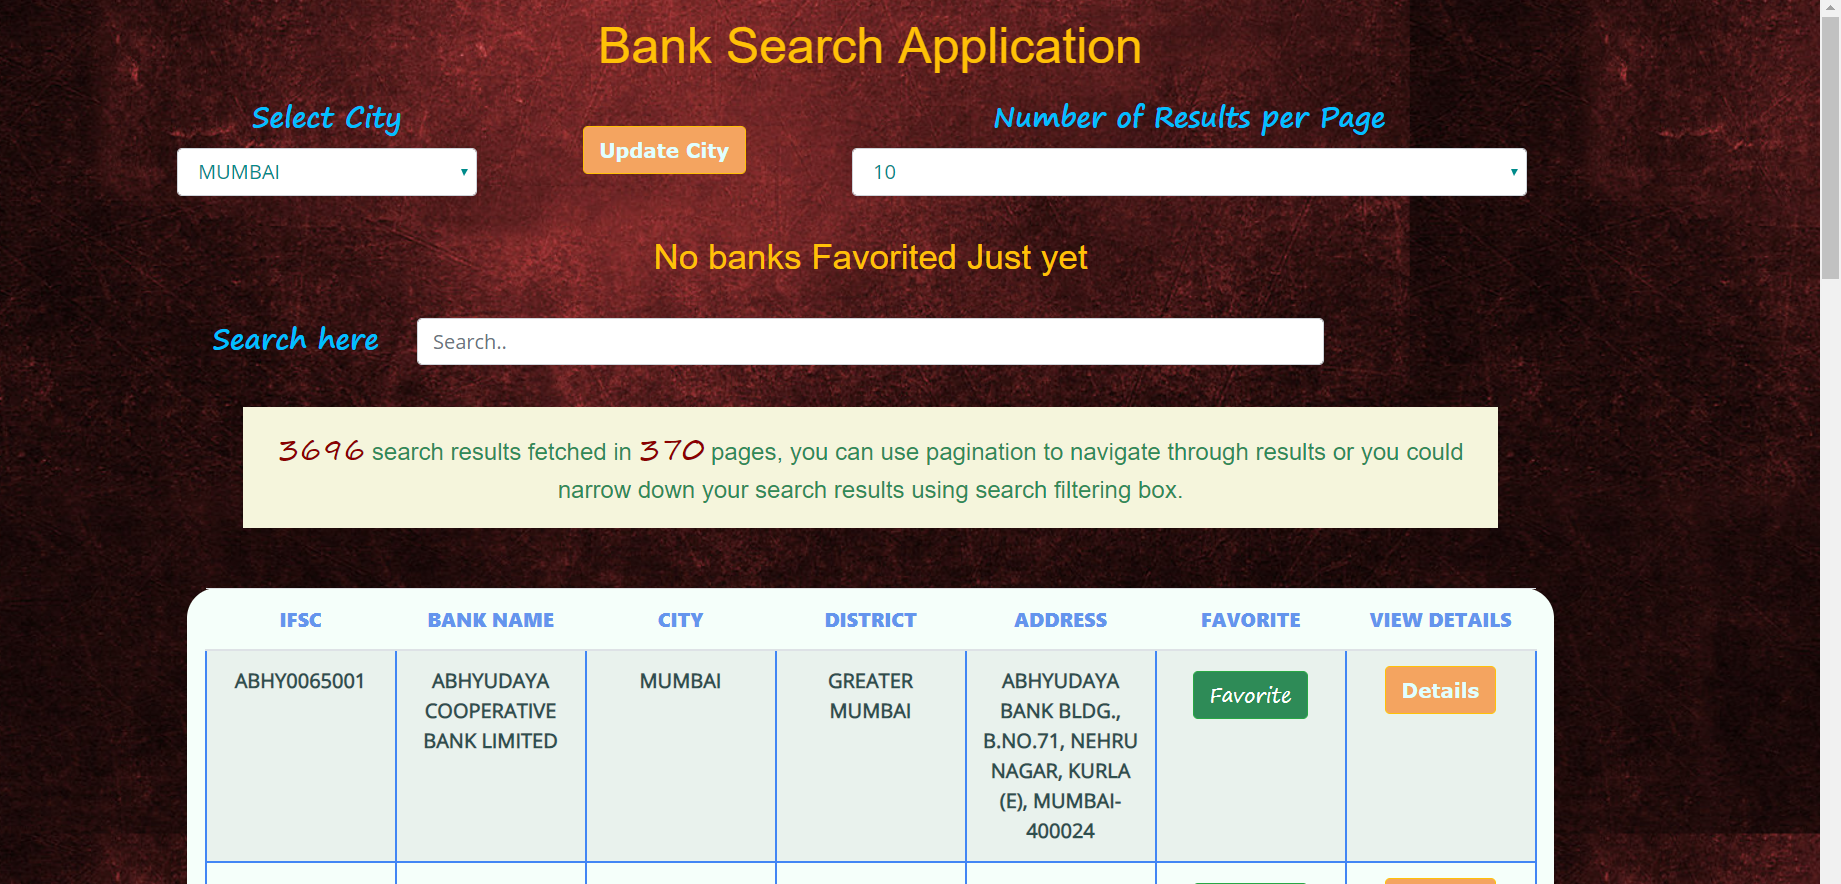 Bank Search Application
Select City
Number of Results per Page
Update City
MUMBAI
10
No banks Favorited Just yet
Search here
Search..
3696 search results fetched in 370 pages, you can use pagination to navigate through results or you could
narrow down your search results using search filtering box.
IFSC BANK NAME CITY DISTRICT ADDRESS FAVORITE VIEW DETAILS
ABHY0065001
ABHYUDAYA
COOPERATIVE
BANK LIMITED
MUMBAI
GREATER
MUMBAI
ABHYUDAYA
BANK BLDG.,
B.NO.71, NEHRU
NAGAR, KURLA
(E), MUMBAI-
400024
Favorite
Details